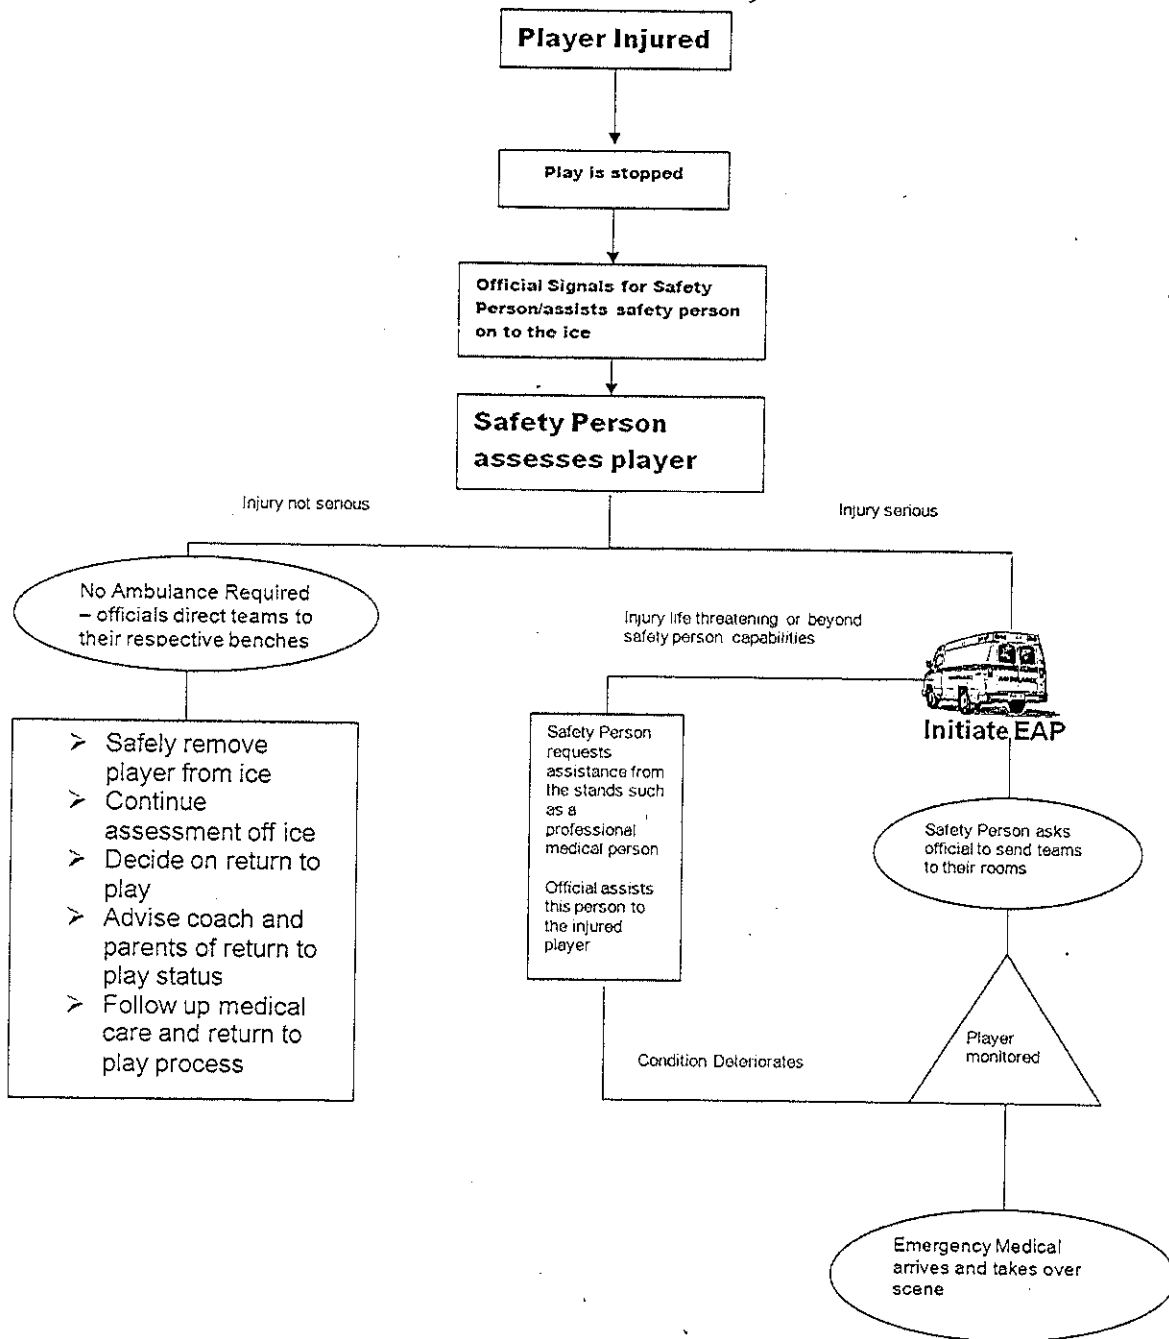 Player Injured
Play is stopped
Official Signals for Safety
Person/assists safety person
on to the ice
Safety Person
assesses player
Injury not serious
Injury serious
No Ambulance Required
– officials direct teams to
their respective benches
Injury life threatening or beyond
safety person capabilities
Initiate EAP
➢ Safely remove
player from ice
➢ Continue
assessment off ice
➢ Decide on return to
play
➢ Advise coach and
parents of return to
play status
➢ Follow up medical
care and return to
play process
Safety Person
requests
assistance from
the stands such
as a
professional
medical person
Official assists
this person to
the injured
player
Safety Person asks
official to send teams
to their rooms
Player
monitored
Condition Deteriorates
Emergency Medical
arrives and takes over
scene